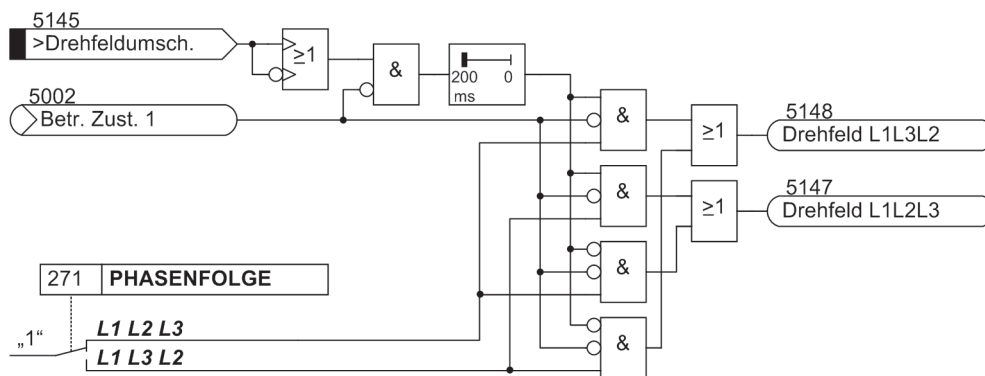 5145
>Drehfeldumsch.
≥1
&
200 0
ms
5002
Betr. Zust. 1
&
≥1
5148
Drehfeld L1L3L2
&
≥1
5147
Drehfeld L1L2L3
&
271 PHASENFOLGE
„1“
L1 L2 L3
L1 L3 L2
&